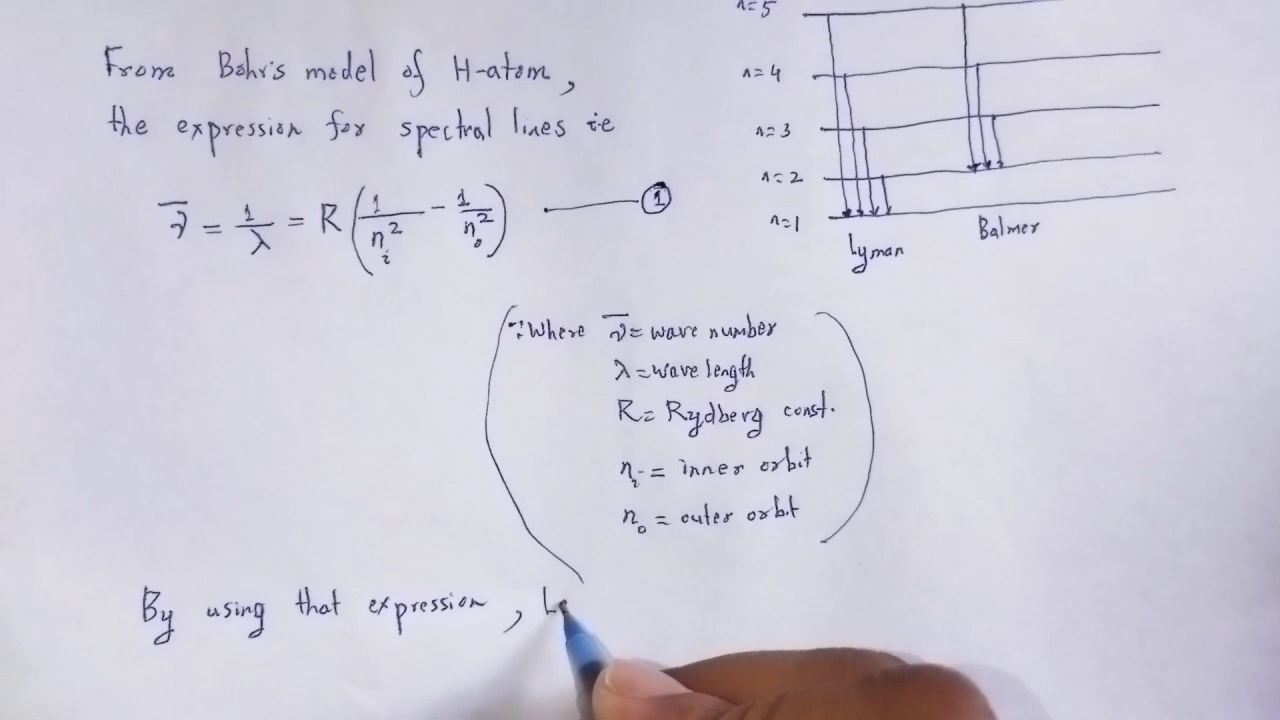 From Bohr's model of H-atom,
the expression for spectral lines ie
ν̅ = 1/λ = R(1/nᵢ² − 1/nₒ²) —— ①
n=5
n=4
n=3
n=2
n=1
Lyman
Balmer
∵ Where ν̅ = wave number
λ = wave length
R = Rydberg const.
nᵢ = inner orbit
nₒ = outer orbit
By using that expression,